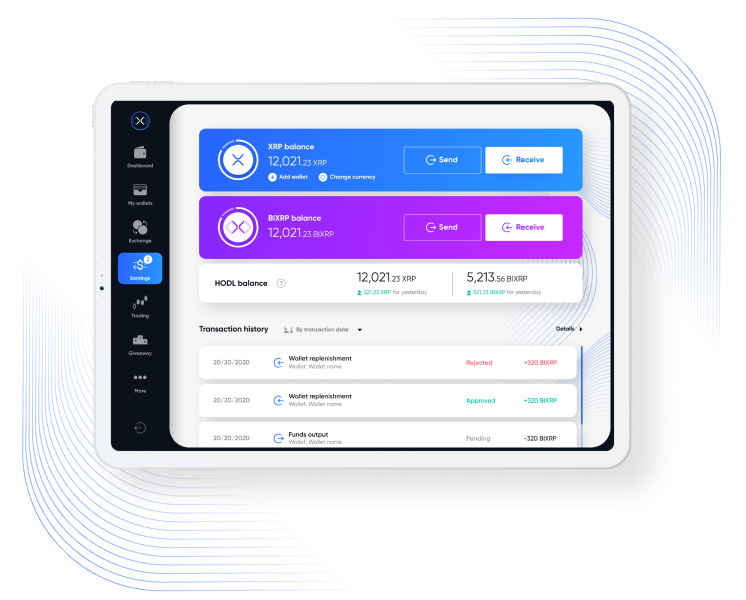 Dashboard
My wallets
Exchange
2
Earnings
Trading
Giveaway
More
XRP balance
12,021.23 XRP
Add wallet Change currency
Send
Receive
BIXRP balance
12,021.23 BIXRP
Send
Receive
HODL balance ?
12,021.23 XRP
521.23 XRP for yesterday
5,213.56 BIXRP
521.23 BIXRP for yesterday
Transaction history By transaction date Details
20/20/2020
Wallet replenishment
Wallet: Wallet name
Rejected +320 BIXRP
20/20/2020
Wallet replenishment
Wallet: Wallet name
Approved +320 BIXRP
20/20/2020
Funds output
Wallet: Wallet name
Pending -320 BIXRP